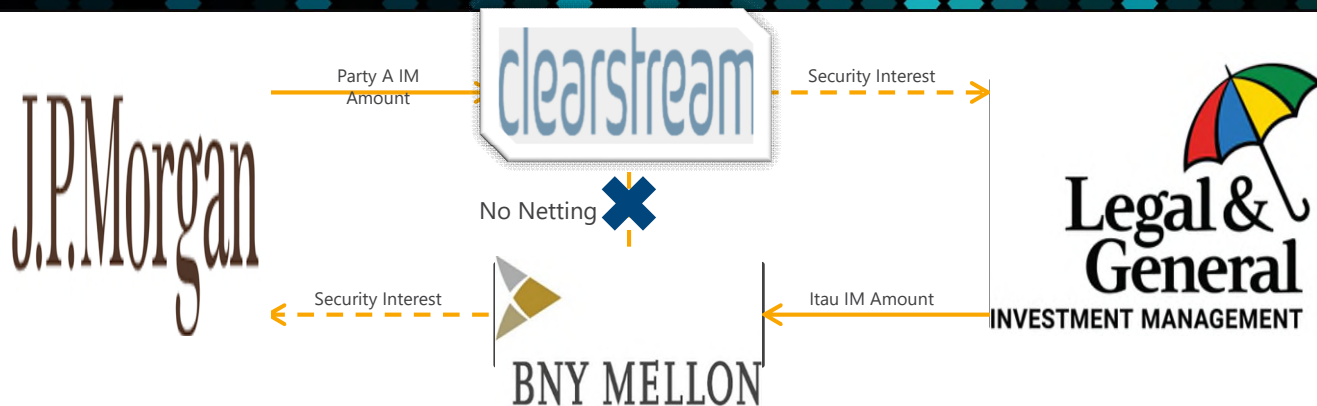 J.P.Morgan
Party A IM
Amount
clearstream
Security Interest
No Netting
Legal &
General
INVESTMENT MANAGEMENT
Security Interest
BNY MELLON
Itau IM Amount